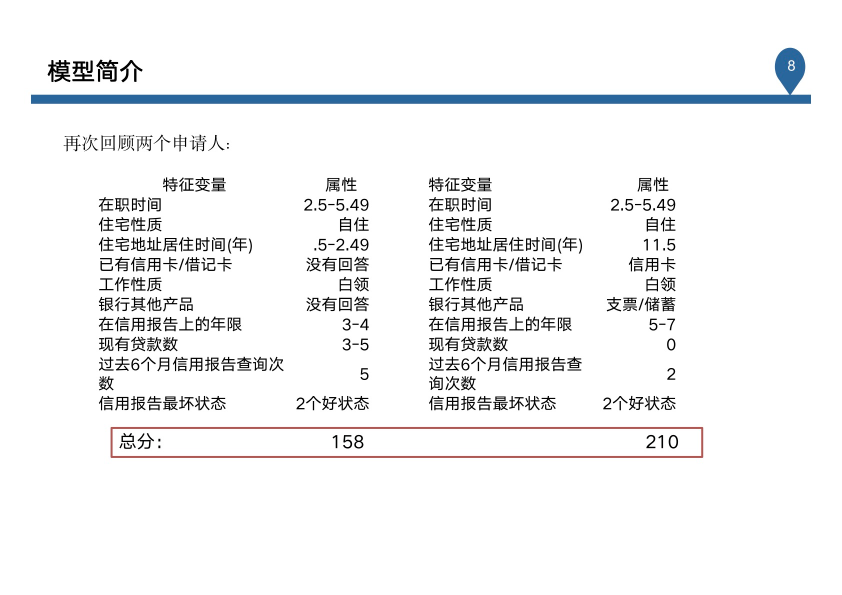 模型简介
8
再次回顾两个申请人：
特征变量 属性 特征变量 属性
在职时间 2.5-5.49 在职时间 2.5-5.49
住宅性质 自住 住宅性质 自住
住宅地址居住时间(年) .5-2.49 住宅地址居住时间(年) 11.5
已有信用卡/借记卡 没有回答 已有信用卡/借记卡 信用卡
工作性质 白领 工作性质 白领
银行其他产品 没有回答 银行其他产品 支票/储蓄
在信用报告上的年限 3-4 在信用报告上的年限 5-7
现有贷款数 3-5 现有贷款数 0
过去6个月信用报告查询次 过去6个月信用报告查
数 5 询次数 2
信用报告最坏状态 2个好状态 信用报告最坏状态 2个好状态
总分： 158 210